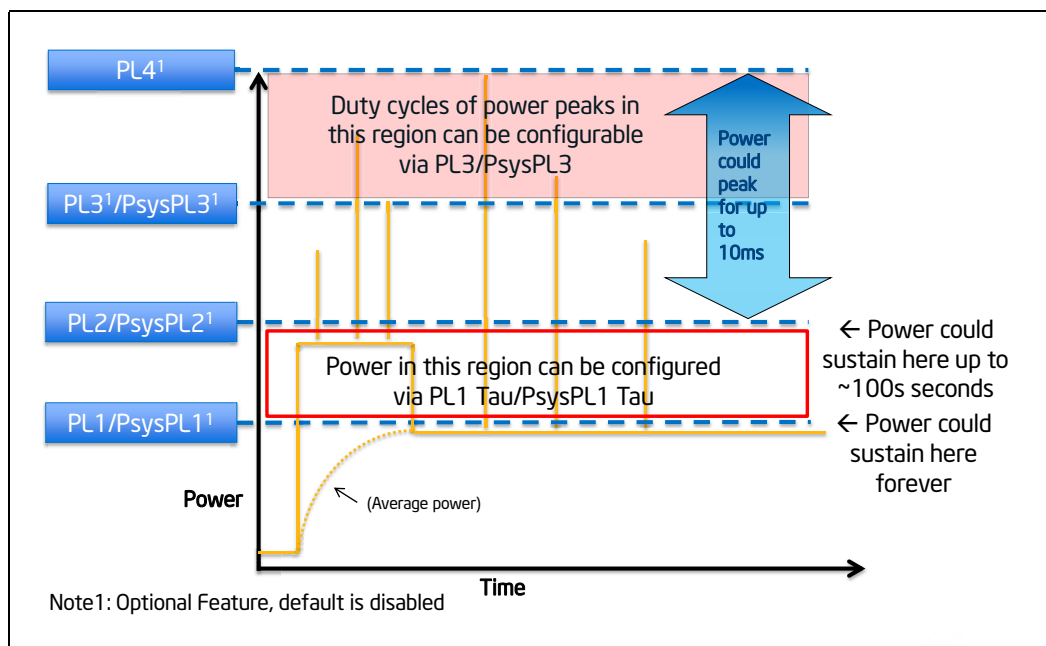 PL4¹
Duty cycles of power peaks in
this region can be configurable
via PL3/PsysPL3
Power
could
peak
for up
to
10ms
PL3¹/PsysPL3¹
PL2/PsysPL2¹
← Power could
sustain here up to
~100s seconds
Power in this region can be configured
via PL1 Tau/PsysPL1 Tau
PL1/PsysPL1¹
← Power could
sustain here
forever
Power
(Average power)
Time
Note1: Optional Feature, default is disabled